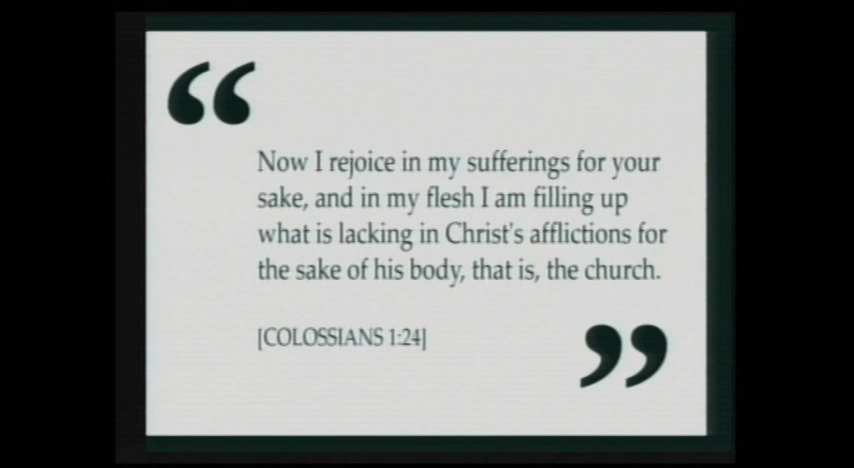 Now I rejoice in my sufferings for your
sake, and in my flesh I am filling up
what is lacking in Christ's afflictions for
the sake of his body, that is, the church.
[COLOSSIANS 1:24]